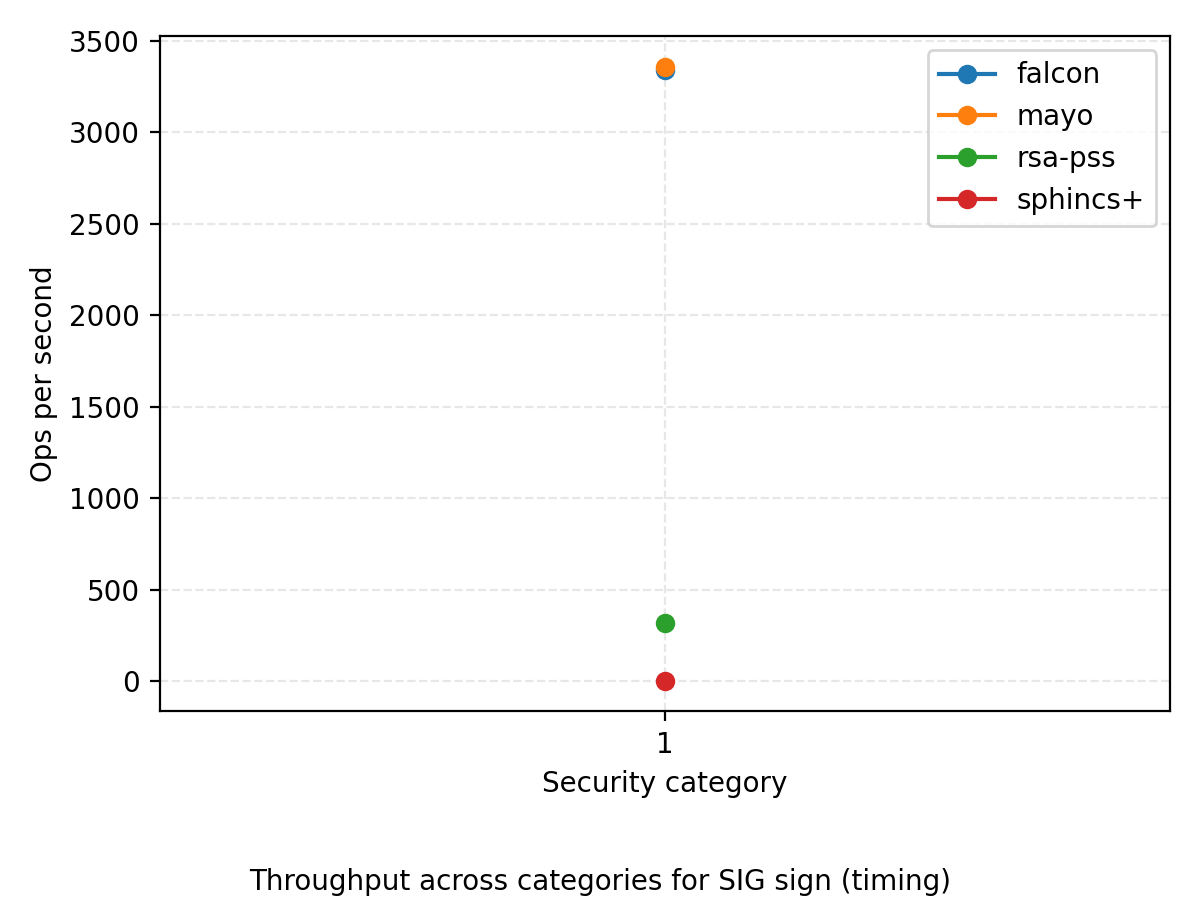 3500
3000
2500
2000
1500
1000
500
0
Ops per second
falcon
mayo
rsa-pss
sphincs+
1
Security category
Throughput across categories for SIG sign (timing)